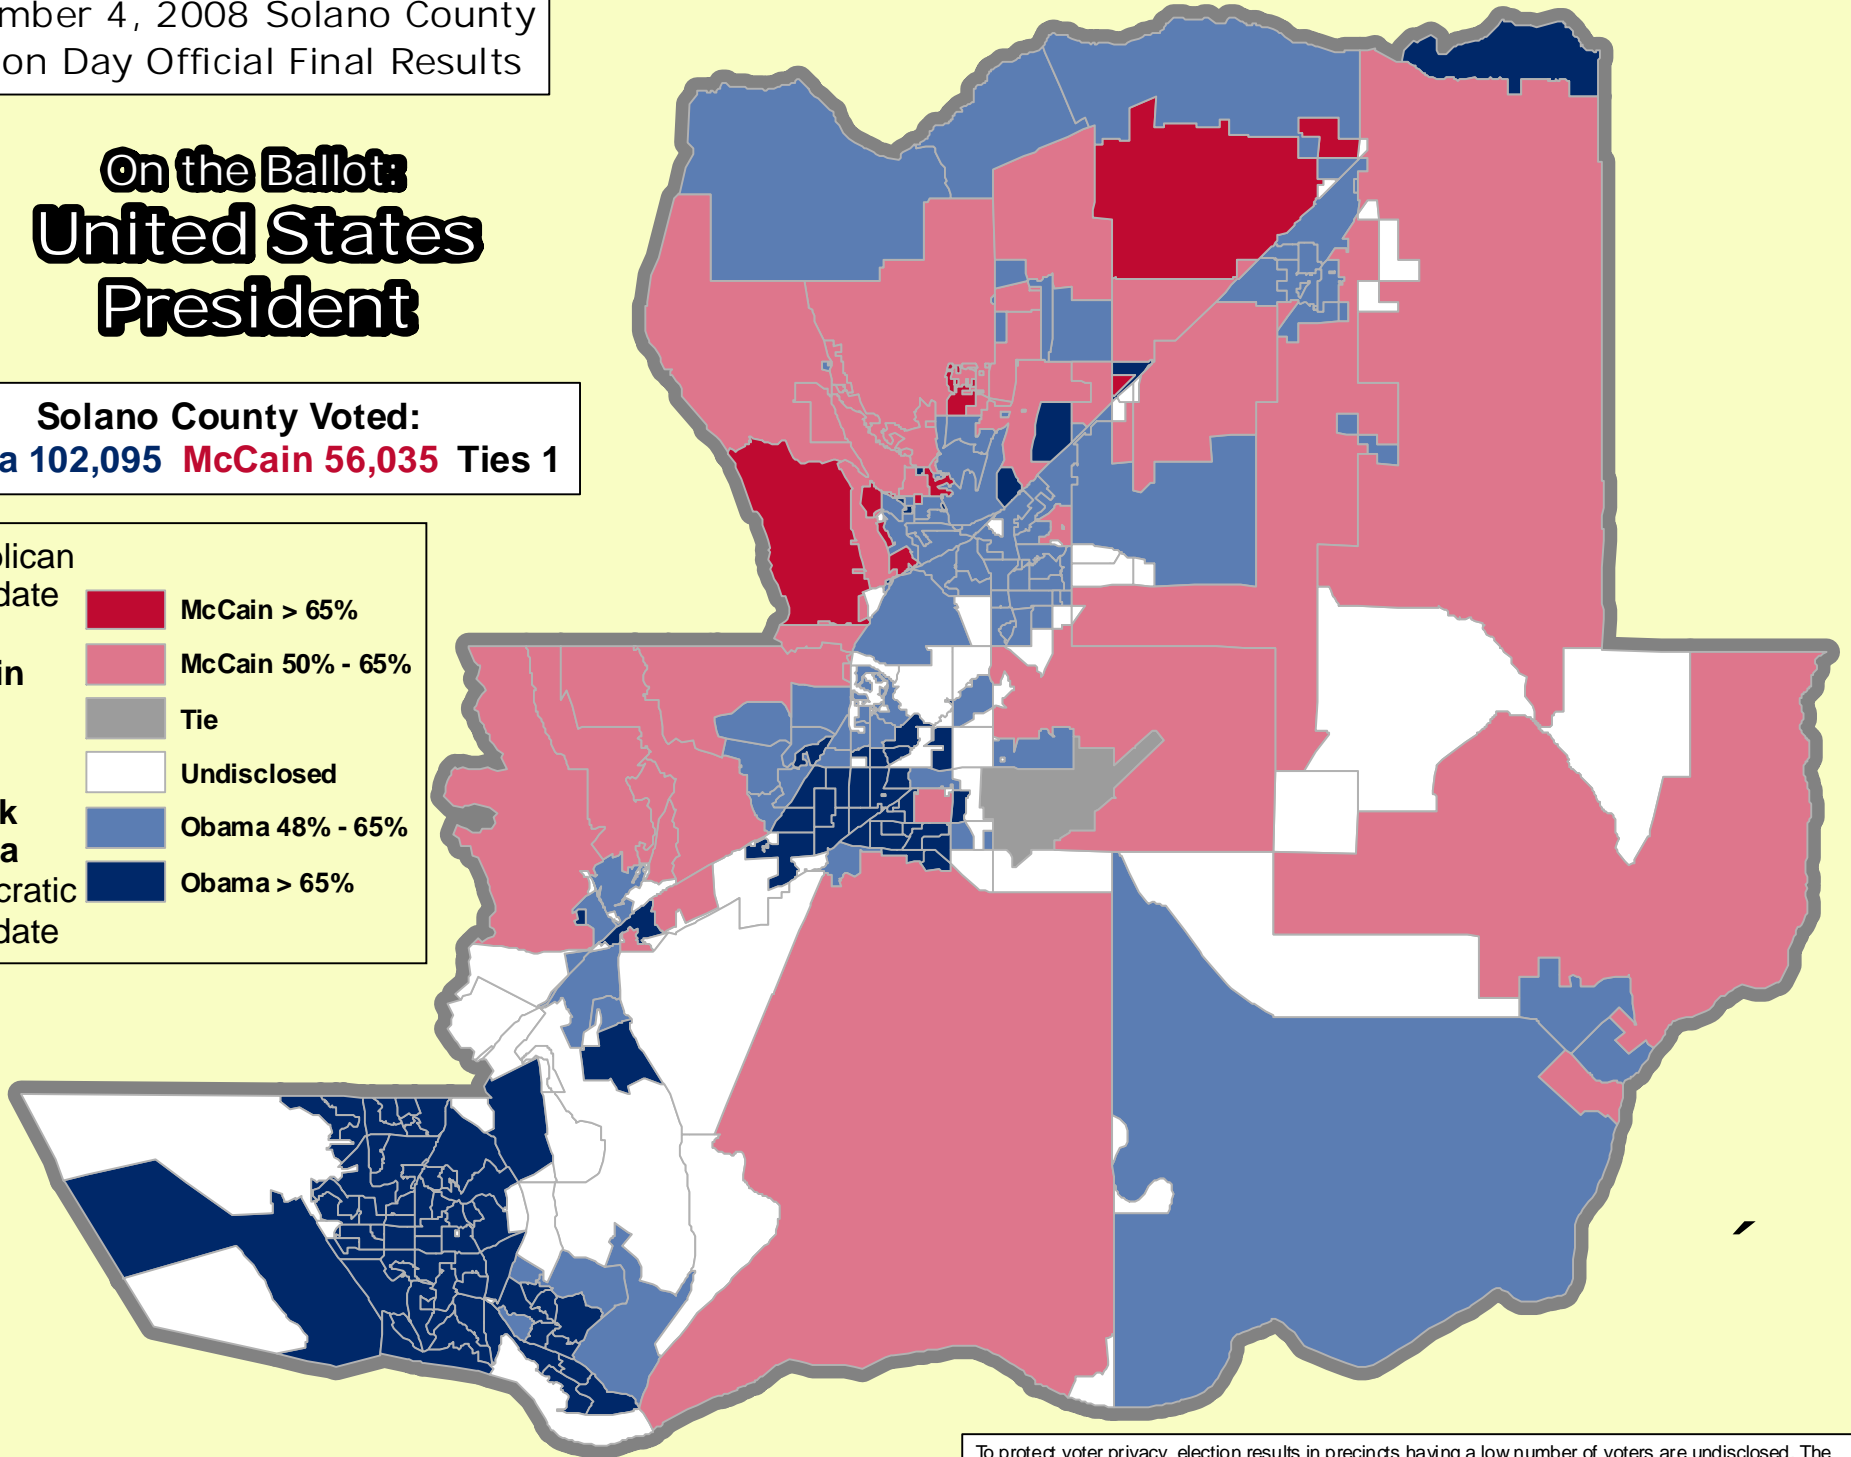 mber 4, 2008 Solano County
on Day Official Final Results
On the Ballot:
United States
President
Solano County Voted:
a 102,095 McCain 56,035 Ties 1
lican
date
in
k
a
cratic
date
McCain > 65%
McCain 50% - 65%
Tie
Undisclosed
Obama 48% - 65%
Obama > 65%
To protect voter privacy, election results in precincts having a low number of voters are undisclosed. The